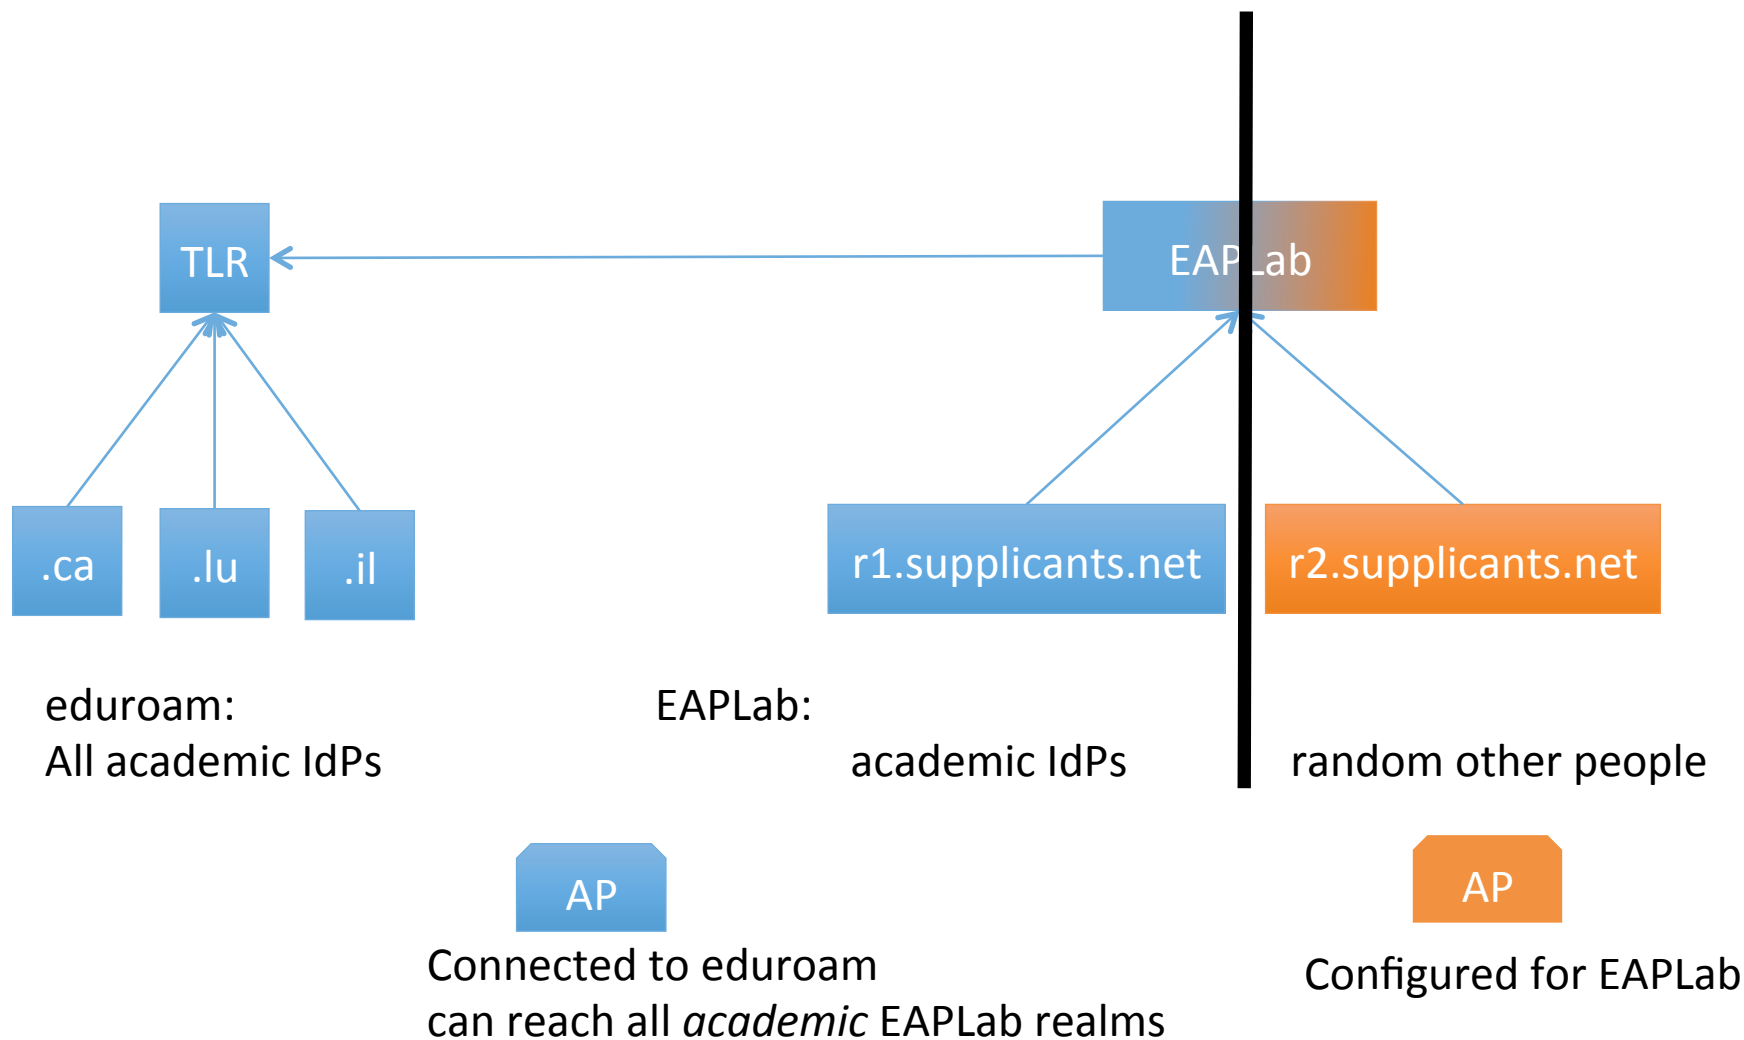 TLR
EAPLab
.ca
.lu
.il
r1.supplicants.net
r2.supplicants.net
eduroam:
All academic IdPs
EAPLab:
academic IdPs
random other people
AP
Connected to eduroam
can reach all academic EAPLab realms
AP
Configured for EAPLab